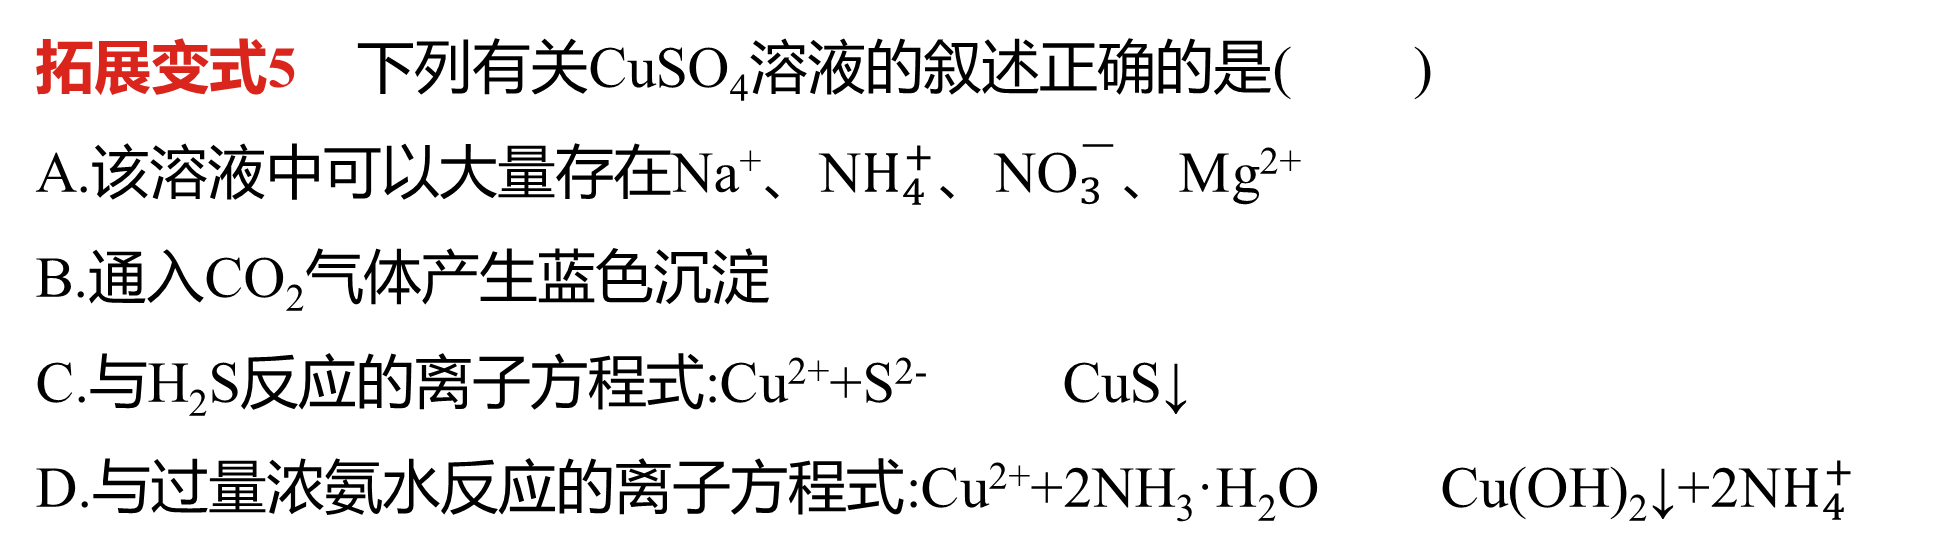 拓展变式5 下列有关CuSO₄溶液的叙述正确的是(  )
A.该溶液中可以大量存在Na⁺、NH₄⁺、NO₃⁻、Mg²⁺
B.通入CO₂气体产生蓝色沉淀
C.与H₂S反应的离子方程式:Cu²⁺+S²⁻  CuS↓
D.与过量浓氨水反应的离子方程式:Cu²⁺+2NH₃·H₂O  Cu(OH)₂↓+2NH₄⁺